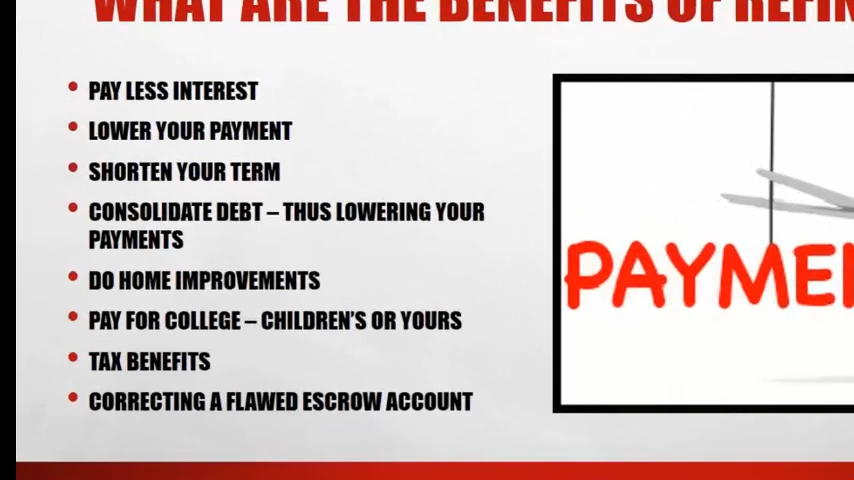 WHAT ARE THE BENEFITS OF
• PAY LESS INTEREST
• LOWER YOUR PAYMENT
• SHORTEN YOUR TERM
• CONSOLIDATE DEBT – THUS LOWERING YOUR
PAYMENTS
• DO HOME IMPROVEMENTS
• PAY FOR COLLEGE – CHILDREN'S OR YOURS
• TAX BENEFITS
• CORRECTING A FLAWED ESCROW ACCOUNT